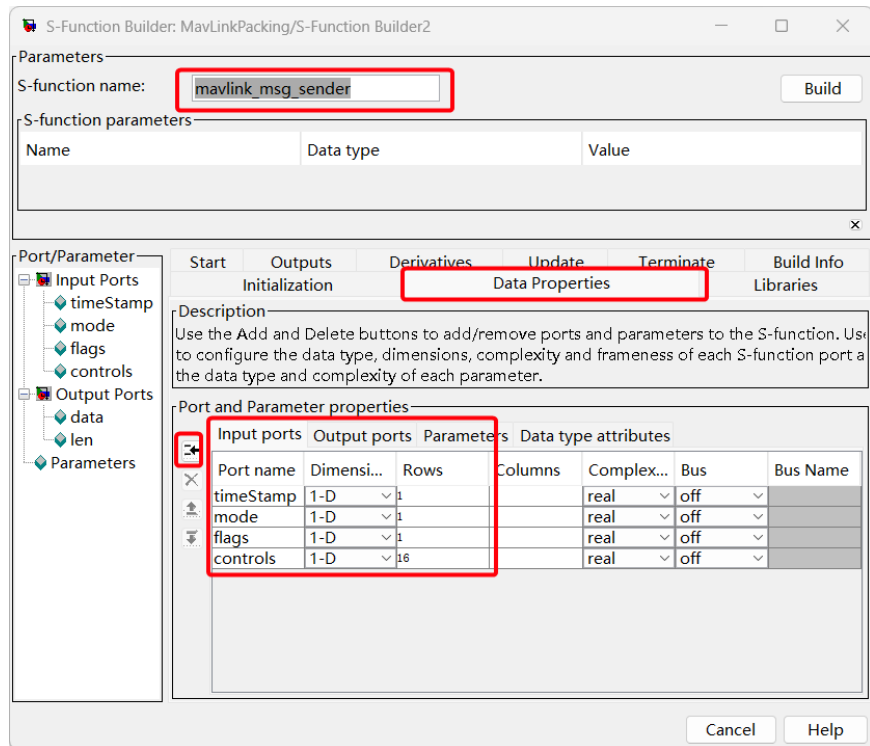 S-Function Builder: MavLinkPacking/S-Function Builder2
Parameters
S-function name: mavlink_msg_sender Build
S-function parameters
Name Data type Value
Port/Parameter
Input Ports
timeStamp
mode
flags
controls
Output Ports
data
len
Parameters
Start Outputs Derivatives Update Terminate Build Info
Initialization Data Properties Libraries
Description
Use the Add and Delete buttons to add/remove ports and parameters to the S-function. Use
to configure the data type, dimensions, complexity and frameness of each S-function port a
the data type and complexity of each parameter.
Port and Parameter properties
Input ports Output ports Parameters Data type attributes
Port name Dimensi... Rows Columns Complex... Bus Bus Name
timeStamp 1-D 1 real off
mode 1-D 1 real off
flags 1-D 1 real off
controls 1-D 16 real off
Cancel Help